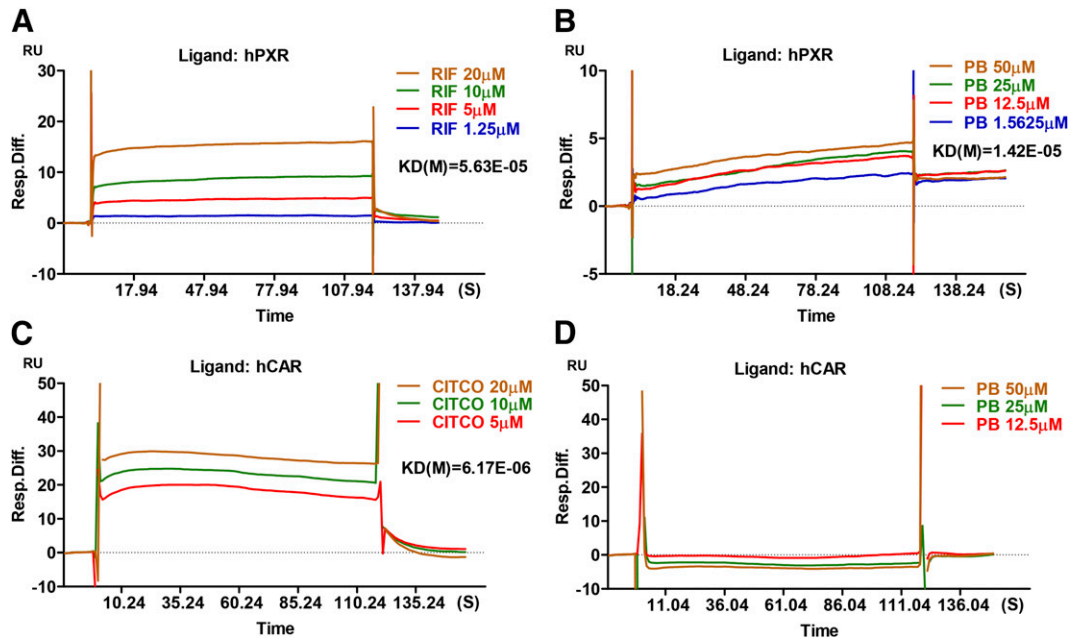 A
RU
Ligand: hPXR
RIF 20µM
RIF 10µM
RIF 5µM
RIF 1.25µM
KD(M)=5.63E-05
Resp.Diff.
30
20
10
0
-10
17.94 47.94 77.94 107.94 137.94 (S)
Time
B
RU
Ligand: hPXR
PB 50µM
PB 25µM
PB 12.5µM
PB 1.5625µM
KD(M)=1.42E-05
Resp.Diff.
10
5
0
-5
18.24 48.24 78.24 108.24 138.24 (S)
Time
C
RU
Ligand: hCAR
CITCO 20µM
CITCO 10µM
CITCO 5µM
KD(M)=6.17E-06
Resp.Diff.
50
40
30
20
10
0
-10
10.24 35.24 60.24 85.24 110.24 135.24 (S)
Time
D
RU
Ligand: hCAR
PB 50µM
PB 25µM
PB 12.5µM
Resp.Diff.
50
40
30
20
10
0
-10
11.04 36.04 61.04 86.04 111.04 136.04 (S)
Time